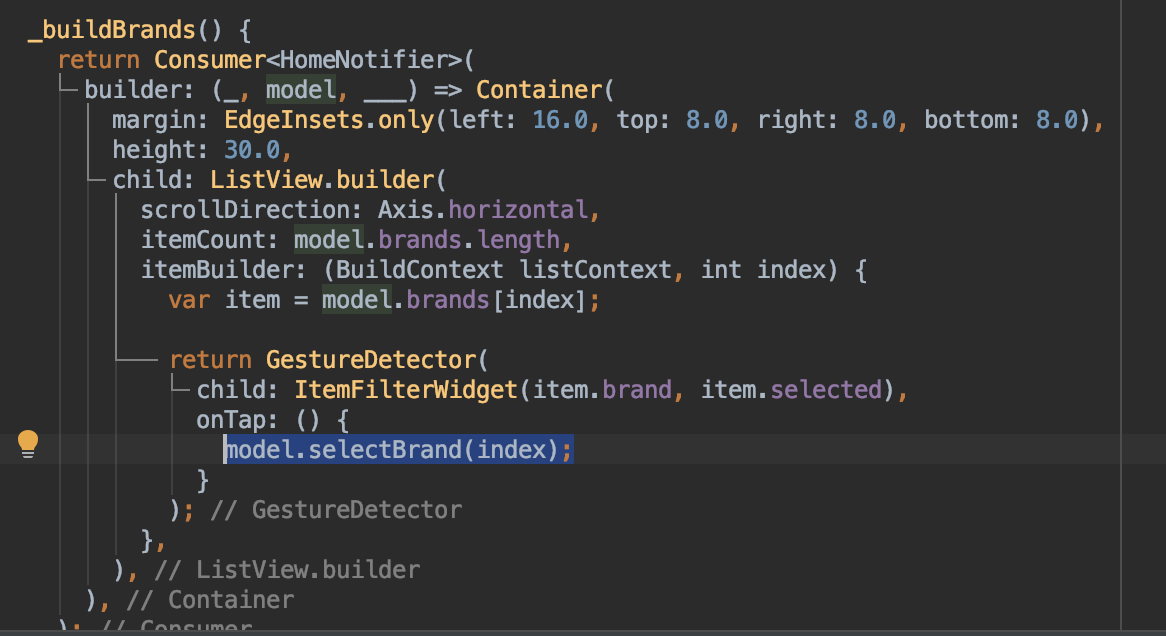 _buildBrands() {
return Consumer<HomeNotifier>(
builder: (_, model, ___) => Container(
margin: EdgeInsets.only(left: 16.0, top: 8.0, right: 8.0, bottom: 8.0),
height: 30.0,
child: ListView.builder(
scrollDirection: Axis.horizontal,
itemCount: model.brands.length,
itemBuilder: (BuildContext listContext, int index) {
var item = model.brands[index];
return GestureDetector(
child: ItemFilterWidget(item.brand, item.selected),
onTap: () {
model.selectBrand(index);
}
); // GestureDetector
},
), // ListView.builder
), // Container
); // Consumer